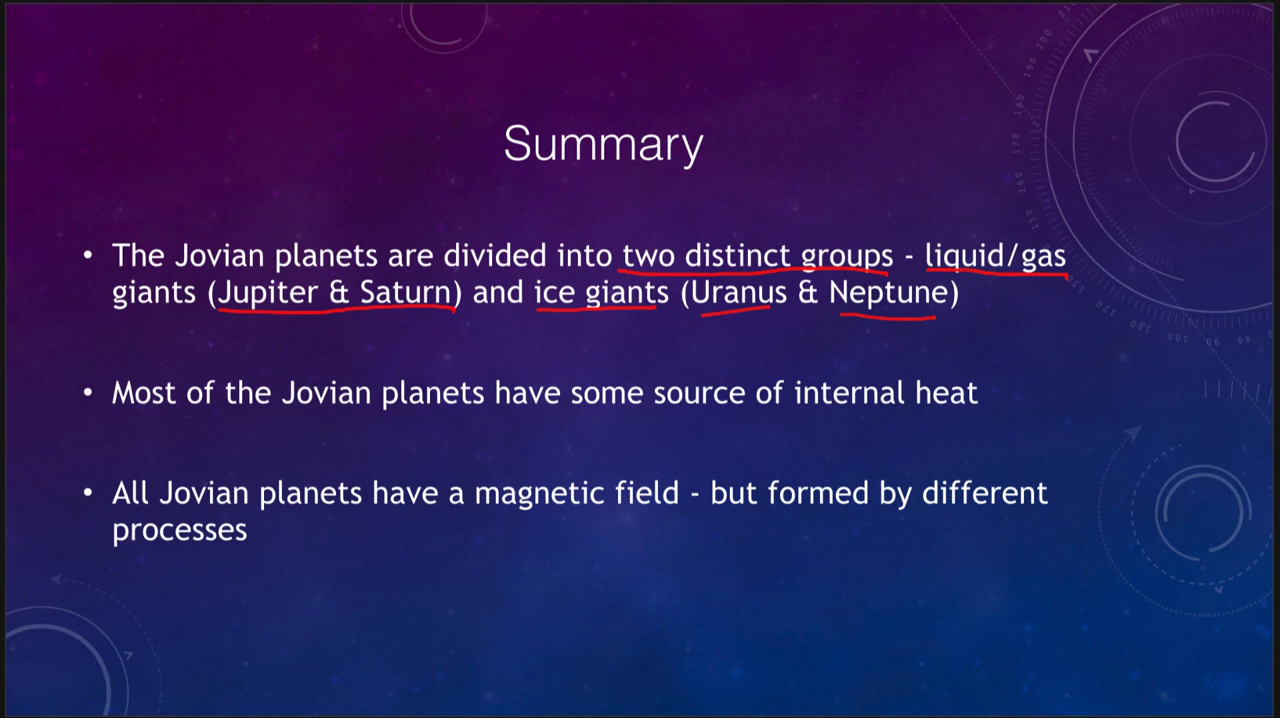 Summary
• The Jovian planets are divided into two distinct groups - liquid/gas
giants (Jupiter & Saturn) and ice giants (Uranus & Neptune)
• Most of the Jovian planets have some source of internal heat
• All Jovian planets have a magnetic field - but formed by different
processes